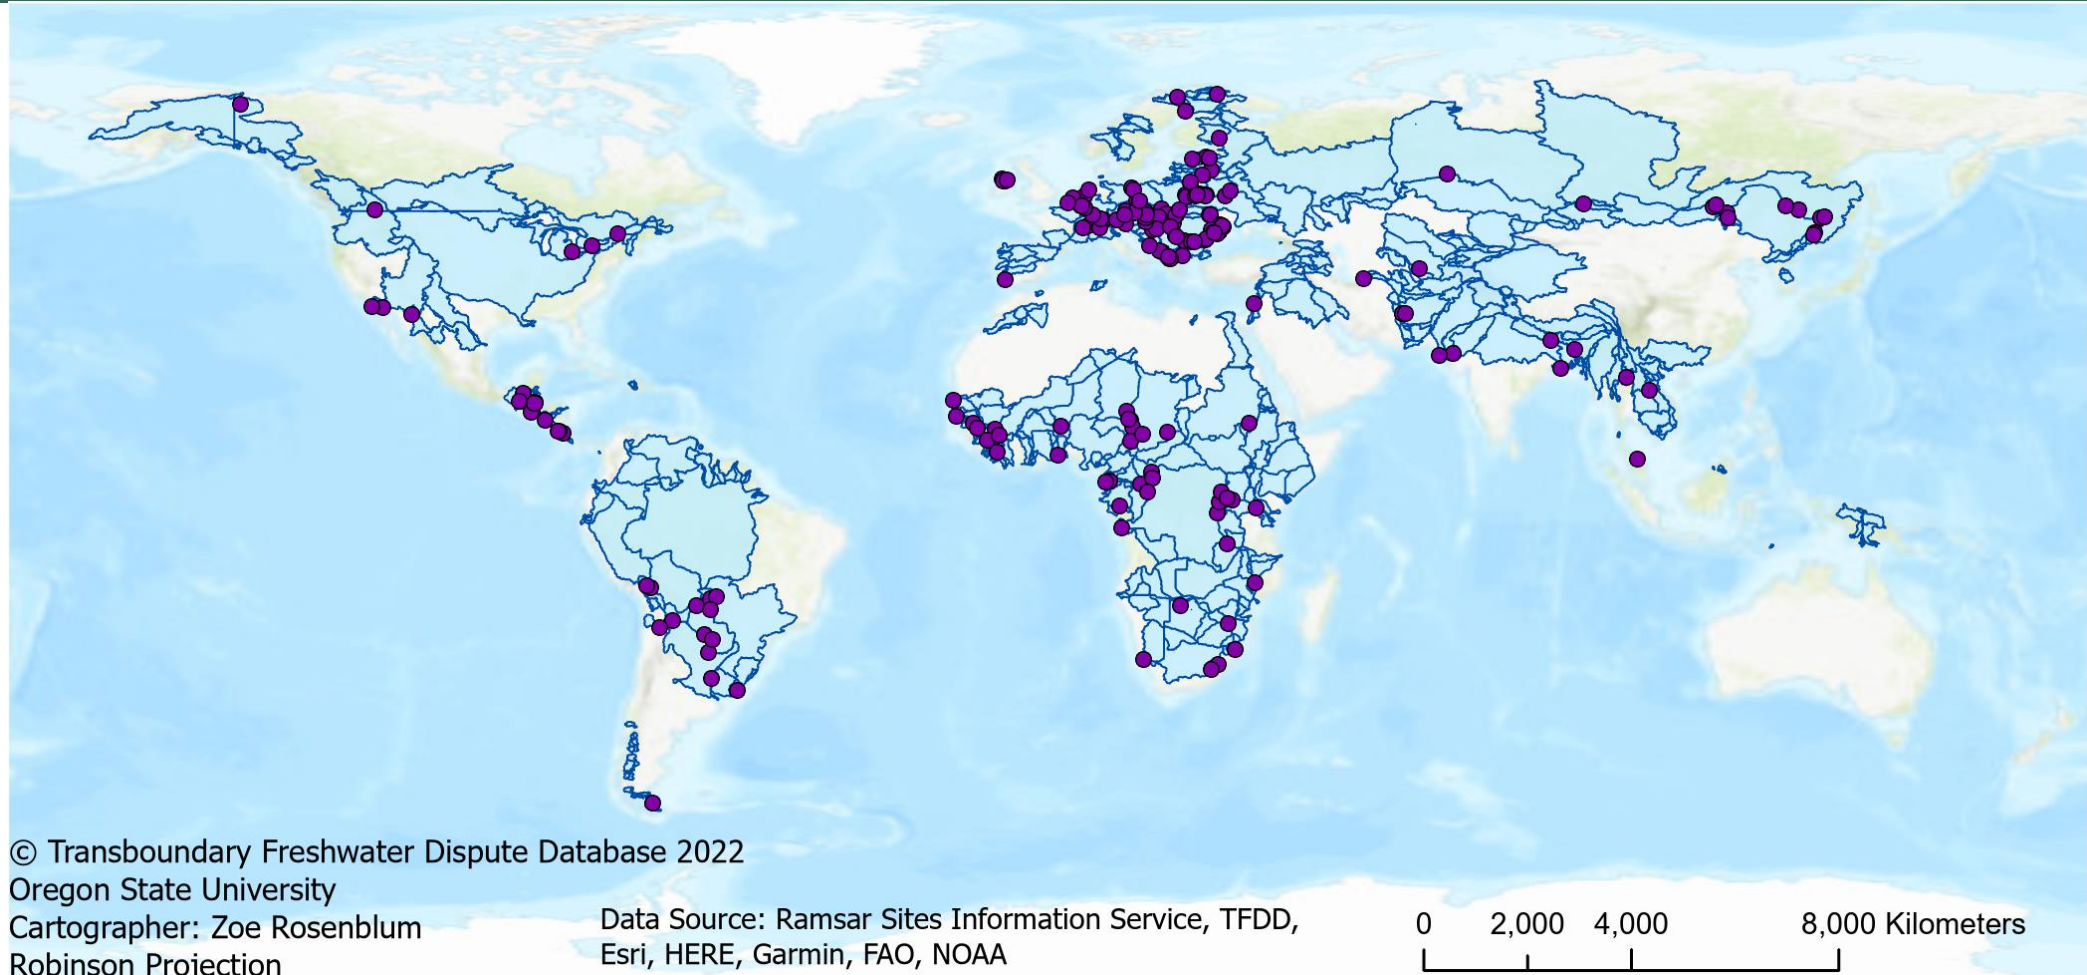 © Transboundary Freshwater Dispute Database 2022
Oregon State University
Cartographer: Zoe Rosenblum
Robinson Projection
Data Source: Ramsar Sites Information Service, TFDD,
Esri, HERE, Garmin, FAO, NOAA
0 2,000 4,000 8,000 Kilometers